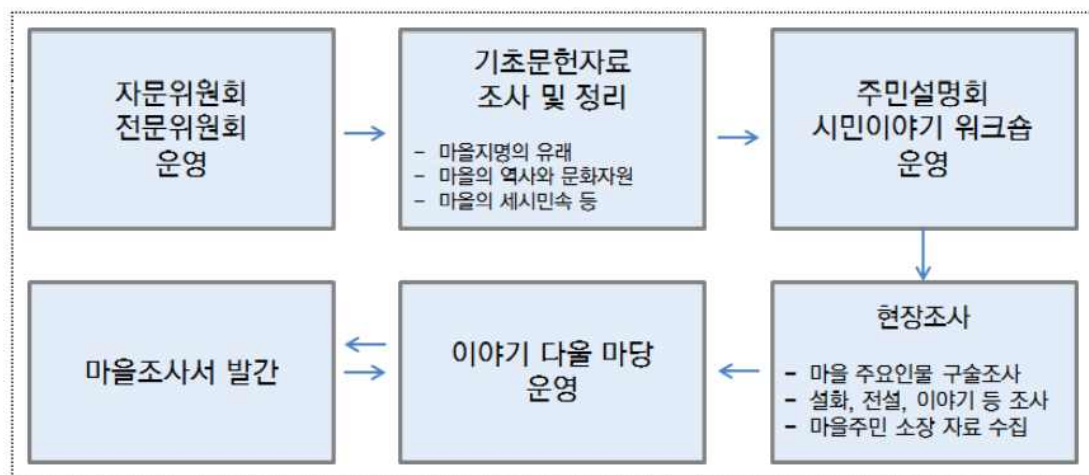 자문위원회
전문위원회
운영
기초문헌자료
조사 및 정리
- 마을지명의 유래
- 마을의 역사와 문화자원
- 마을의 세시민속 등
주민설명회
시민이야기 워크숍
운영
현장조사
- 마을 주요인물 구술조사
- 설화, 전설, 이야기 등 조사
- 마을주민 소장 자료 수집
이야기 다울 마당
운영
마을조사서 발간